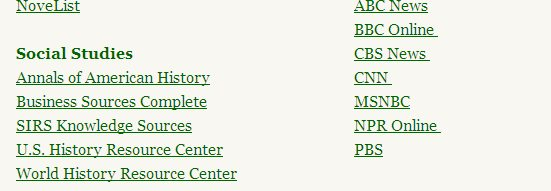 NoveList
Social Studies
Annals of American History
Business Sources Complete
SIRS Knowledge Sources
U.S. History Resource Center
World History Resource Center
ABC News
BBC Online
CBS News
CNN
MSNBC
NPR Online
PBS